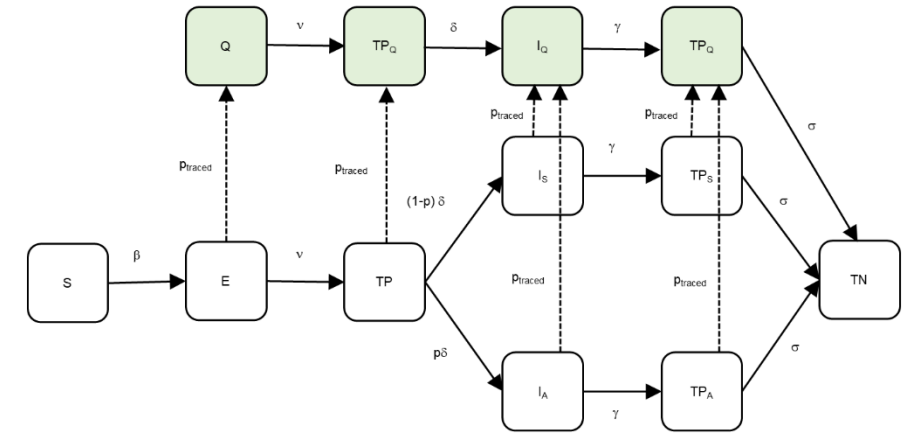 ν
δ
γ
Q
TP_Q
I_Q
TP_Q
p_traced
p_traced
σ
p_traced
p_traced
γ
(1-p) δ
I_S
TP_S
σ
β
ν
S
E
TP
p_traced
p_traced
TN
pδ
σ
I_A
TP_A
γ